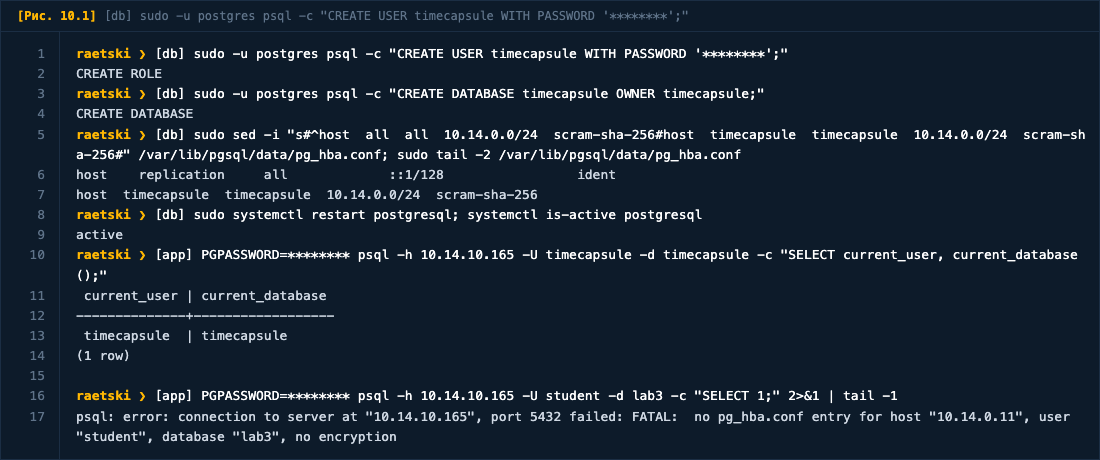 [Рис. 10.1] [db] sudo -u postgres psql -c "CREATE USER timecapsule WITH PASSWORD '********';"
1 raetski ❯ [db] sudo -u postgres psql -c "CREATE USER timecapsule WITH PASSWORD '********';"
2 CREATE ROLE
3 raetski ❯ [db] sudo -u postgres psql -c "CREATE DATABASE timecapsule OWNER timecapsule;"
4 CREATE DATABASE
5 raetski ❯ [db] sudo sed -i "s#^host  all  all  10.14.0.0/24  scram-sha-256#host  timecapsule  timecapsule  10.14.0.0/24  scram-sh
a-256#" /var/lib/pgsql/data/pg_hba.conf; sudo tail -2 /var/lib/pgsql/data/pg_hba.conf
6 host    replication     all             ::1/128                 ident
7 host  timecapsule  timecapsule  10.14.0.0/24  scram-sha-256
8 raetski ❯ [db] sudo systemctl restart postgresql; systemctl is-active postgresql
9 active
10 raetski ❯ [app] PGPASSWORD=******** psql -h 10.14.10.165 -U timecapsule -d timecapsule -c "SELECT current_user, current_database
();"
11  current_user | current_database
12 --------------+------------------
13  timecapsule  | timecapsule
14 (1 row)
15
16 raetski ❯ [app] PGPASSWORD=******** psql -h 10.14.10.165 -U student -d lab3 -c "SELECT 1;" 2>&1 | tail -1
17 psql: error: connection to server at "10.14.10.165", port 5432 failed: FATAL:  no pg_hba.conf entry for host "10.14.0.11", user
"student", database "lab3", no encryption